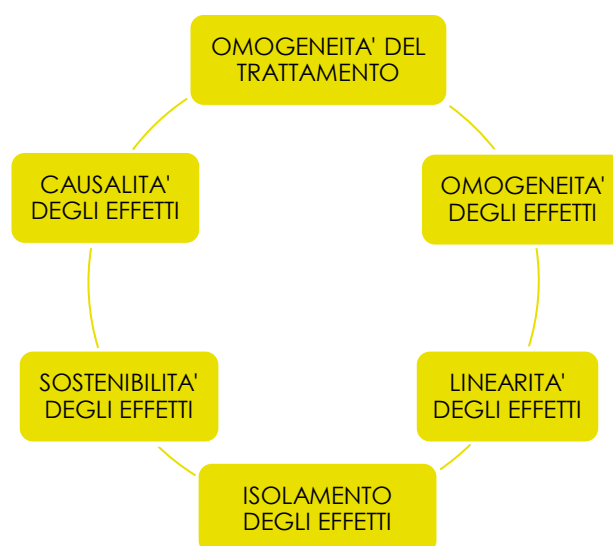 OMOGENEITA' DEL
TRATTAMENTO
OMOGENEITA'
DEGLI EFFETTI
LINEARITA'
DEGLI EFFETTI
ISOLAMENTO
DEGLI EFFETTI
SOSTENIBILITA'
DEGLI EFFETTI
CAUSALITA'
DEGLI EFFETTI